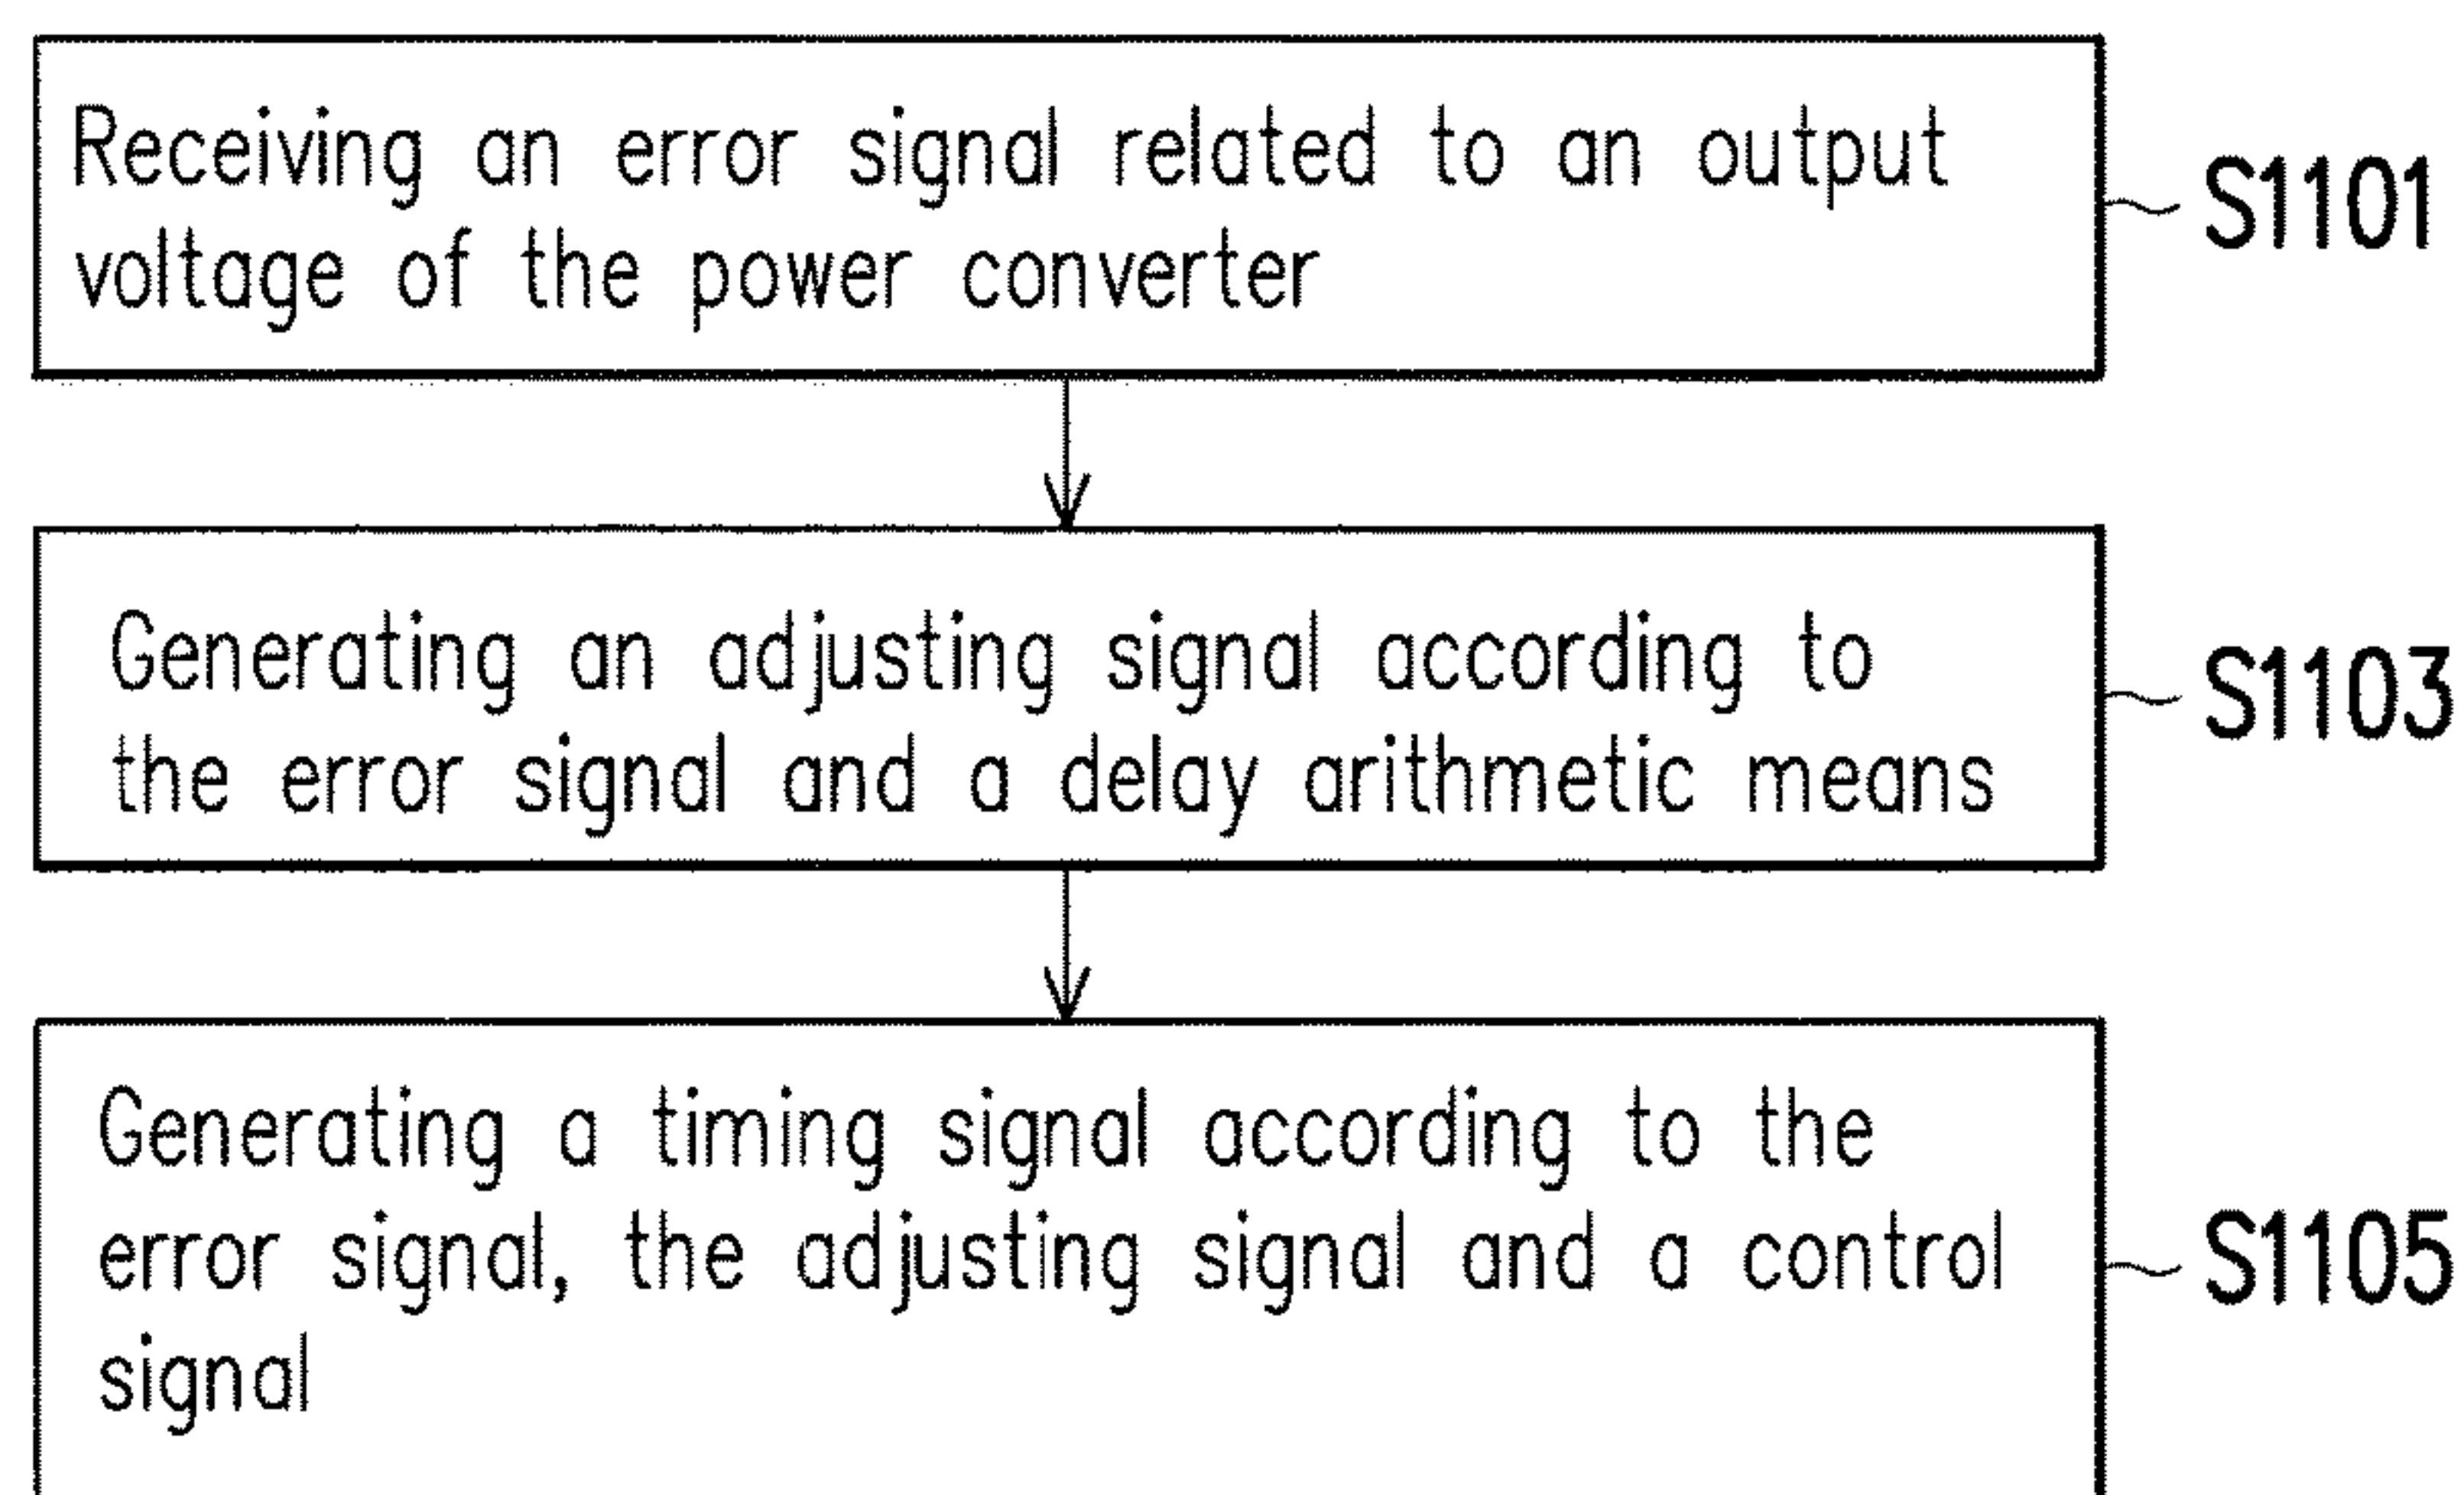 Receiving an error signal related to an output
voltage of the power converter
S1101
Generating an adjusting signal according to
the error signal and a delay arithmetic means
S1103
Generating a timing signal according to the
error signal, the adjusting signal and a control
signal
S1105